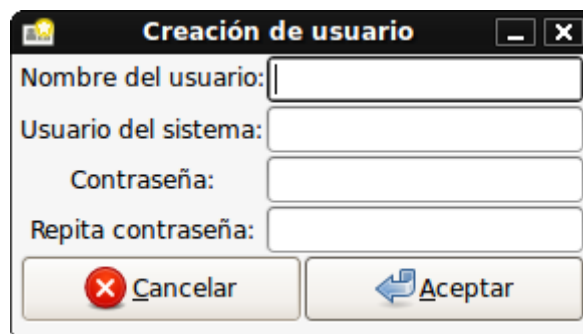 Creación de usuario
Nombre del usuario:
Usuario del sistema:
Contraseña:
Repita contraseña:
Cancelar Aceptar